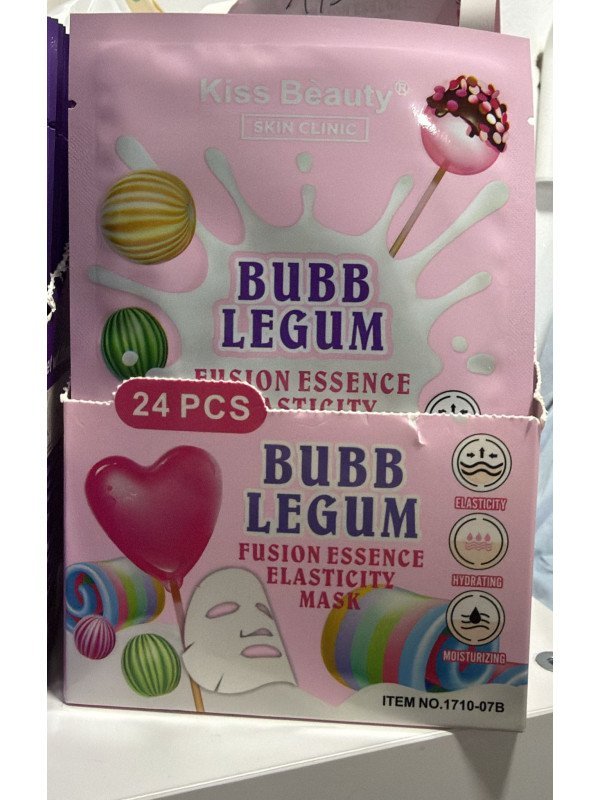 Kiss Bèauty®
SKIN CLINIC
BUBB
LEGUM
FUSION ESSENCE
24 PCS
BUBB
LEGUM
FUSION ESSENCE
ELASTICITY
MASK
ELASTICITY
HYDRATING
MOISTURIZING
ITEM NO.1710-07B